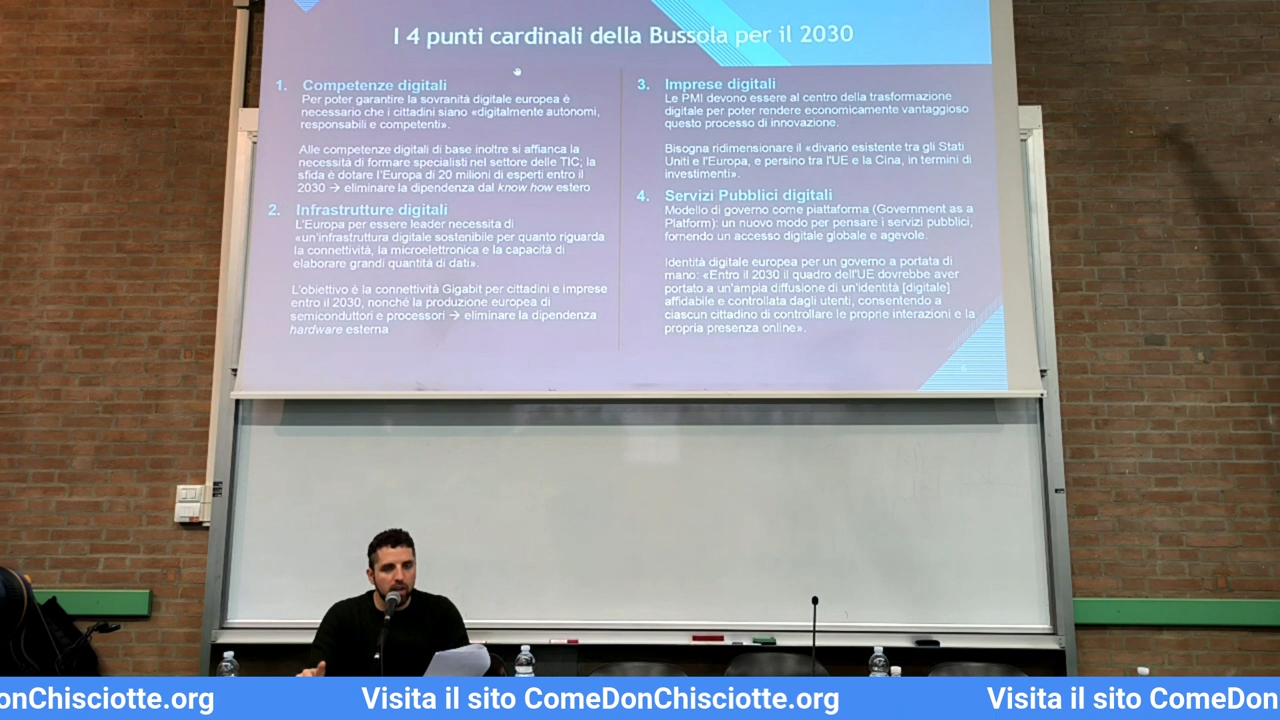 I 4 punti cardinali della Bussola per il 2030
1. Competenze digitali
Per poter garantire la sovranità digitale europea è
necessario che i cittadini siano «digitalmente autonomi,
responsabili e competenti».
Alle competenze digitali di base inoltre si affianca la
necessità di formare specialisti nel settore delle TIC; la
sfida è dotare l'Europa di 20 milioni di esperti entro il
2030 → eliminare la dipendenza dal know how estero
2. Infrastrutture digitali
L'Europa per essere leader necessita di
«un'infrastruttura digitale sostenibile per quanto riguarda
la connettività, la microelettronica e la capacità di
elaborare grandi quantità di dati».
L'obiettivo è la connettività Gigabit per cittadini e imprese
entro il 2030, nonché la produzione europea di
semiconduttori e processori → eliminare la dipendenza
hardware esterna
3. Imprese digitali
Le PMI devono essere al centro della trasformazione
digitale per poter rendere economicamente vantaggioso
questo processo di innovazione.
Bisogna ridimensionare il «divario esistente tra gli Stati
Uniti e l'Europa, e persino tra l'UE e la Cina, in termini di
investimenti».
4. Servizi Pubblici digitali
Modello di governo come piattaforma (Government as a
Platform): un nuovo modo per pensare i servizi pubblici,
fornendo un accesso digitale globale e agevole.
Identità digitale europea per un governo a portata di
mano: «Entro il 2030 il quadro dell'UE dovrebbe aver
portato a un'ampia diffusione di un'identità [digitale]
affidabile e controllata dagli utenti, consentendo a
ciascun cittadino di controllare le proprie interazioni e la
propria presenza online».
onChisciotte.org Visita il sito ComeDonChisciotte.org Visita il sito ComeDon